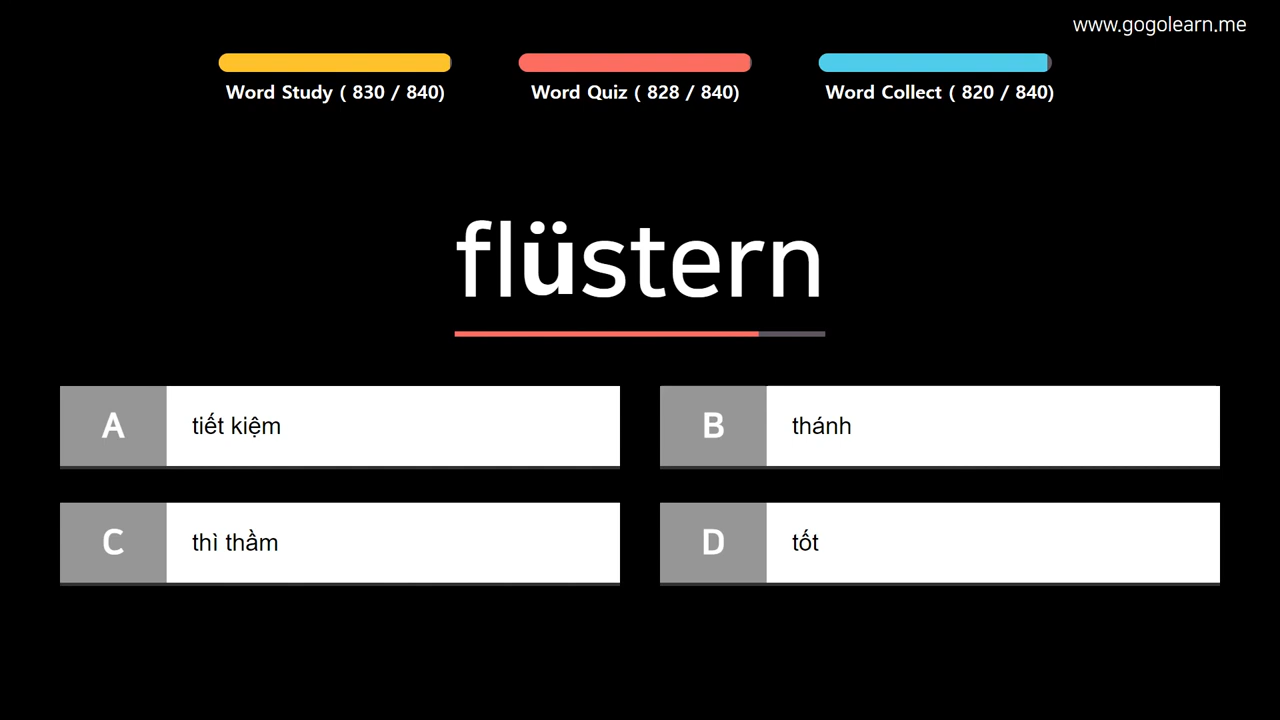 www.gogolearn.me
Word Study ( 830 / 840)
Word Quiz ( 828 / 840)
Word Collect ( 820 / 840)
flüstern
A
tiết kiệm
B
thánh
C
thì thầm
D
tốt